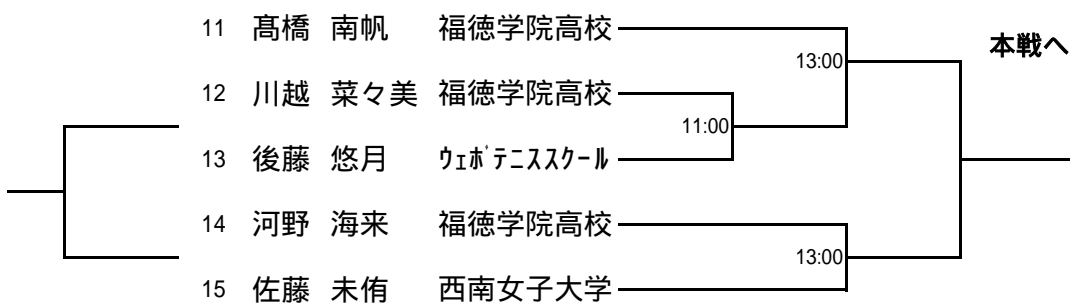 11 髙橋 南帆 福徳学院高校
本戦へ
13:00
12 川越 菜々美 福徳学院高校
11:00
13 後藤 悠月 ｳｪﾎﾞﾃﾆｽｽｸｰﾙ
14 河野 海来 福徳学院高校
13:00
15 佐藤 未侑 西南女子大学